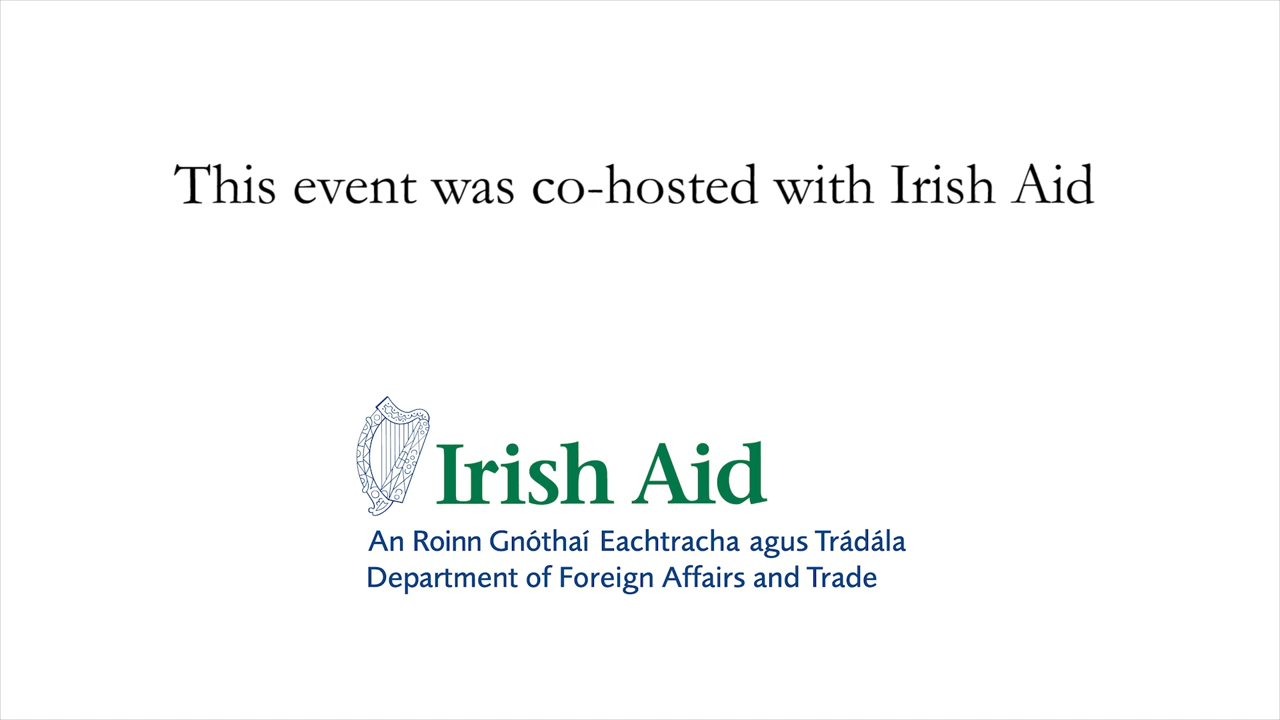 This event was co-hosted with Irish Aid
Irish Aid
An Roinn Gnóthaí Eachtracha agus Trádála
Department of Foreign Affairs and Trade